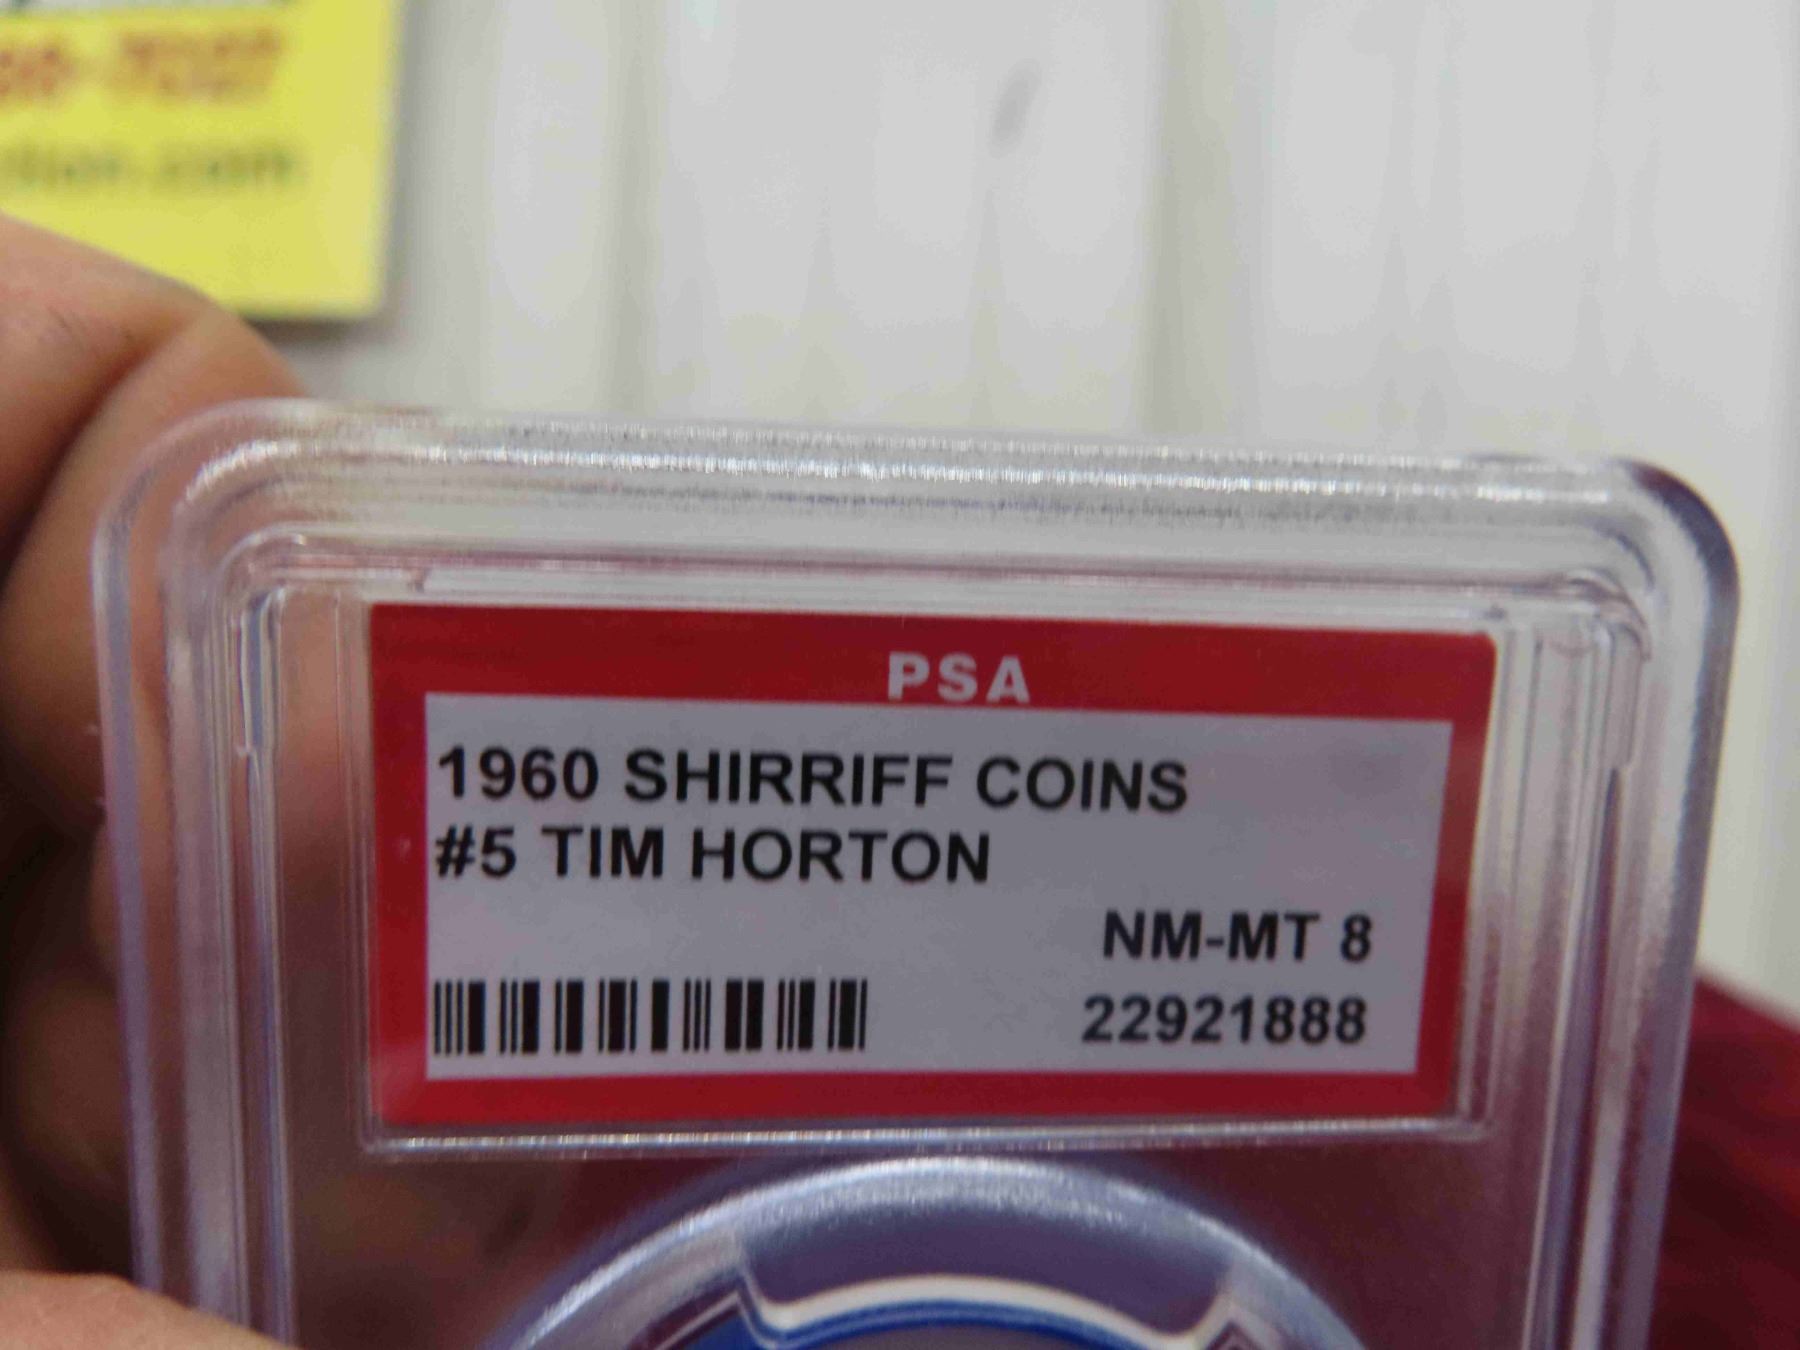 PSA
1960 SHIRRIFF COINS
#5 TIM HORTON
NM-MT 8
22921888